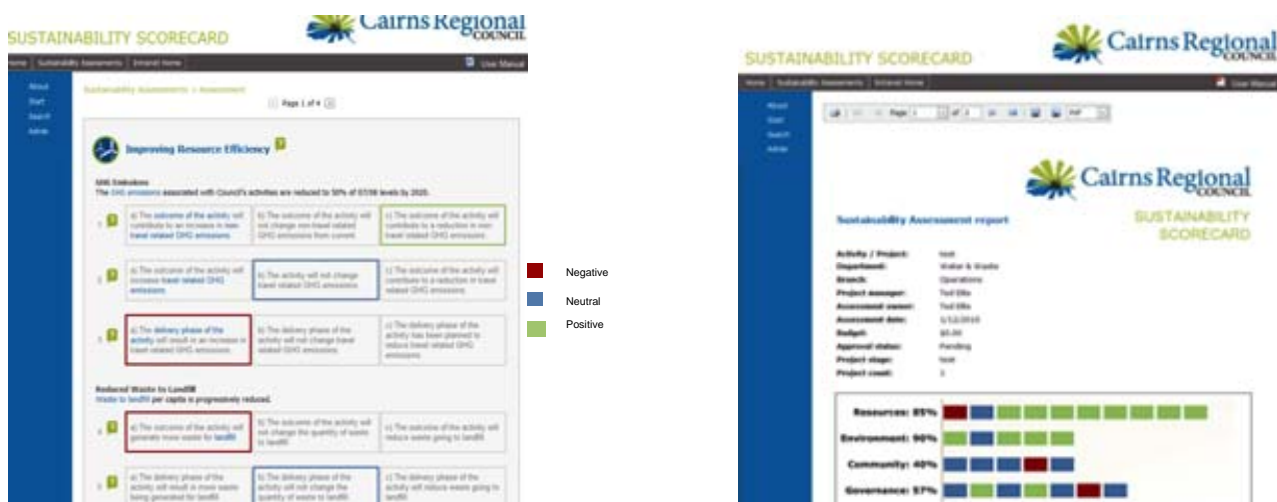 Cairns Regional
COUNCIL
SUSTAINABILITY SCORECARD
Home Sustainability Assessments Intranet Home User Manual
About
Start
Search
Admin
Sustainability Assessments > Assessment
Page 1 of 4
Improving Resource Efficiency
GHG Emissions
The GHG emissions associated with Council's activities are reduced to 50% of 07/08 levels by 2020.
a) The outcome of the activity will contribute to an increase in non-travel related GHG emissions.
b) The outcome of the activity will not change non-travel related GHG emissions from current.
c) The outcome of the activity will contribute to a reduction in non-travel related GHG emissions.
a) The outcome of the activity will increase travel related GHG emissions.
b) The activity will not change travel related GHG emissions.
c) The outcome of the activity will contribute to a reduction in travel related GHG emissions.
a) The delivery phase of the activity will result in an increase in travel related GHG emissions.
b) The delivery phase of the activity will not change travel related GHG emissions.
c) The delivery phase of the activity has been planned to reduce travel related GHG emissions.
Reduced Waste to Landfill
Waste to landfill per capita is progressively reduced.
a) The outcome of the activity will generate more waste for landfill.
b) The outcome of the activity will not change the quantity of waste to landfill.
c) The outcome of the activity will reduce waste going to landfill.
a) The delivery phase of the activity will result in more waste being generated for landfill.
b) The delivery phase of the activity will not change the quantity of waste to landfill.
c) The delivery phase of the activity will reduce waste going to landfill.
Negative
Neutral
Positive
Cairns Regional
COUNCIL
SUSTAINABILITY SCORECARD
Home Sustainability Assessments Intranet Home User Manual
About
Start
Search
Admin
Page 1 of 2
Cairns Regional
COUNCIL
Sustainability Assessment report
SUSTAINABILITY
SCORECARD
Activity / Project: test
Department: Water & Waste
Branch: Operations
Project manager: Ted Ellis
Assessment owner: Ted Ellis
Assessment date: 1/12/2010
Budget: $0.00
Approval status: Pending
Project stage: test
Project count:
Resources: 85%
Environment: 90%
Community: 40%
Governance: 57%